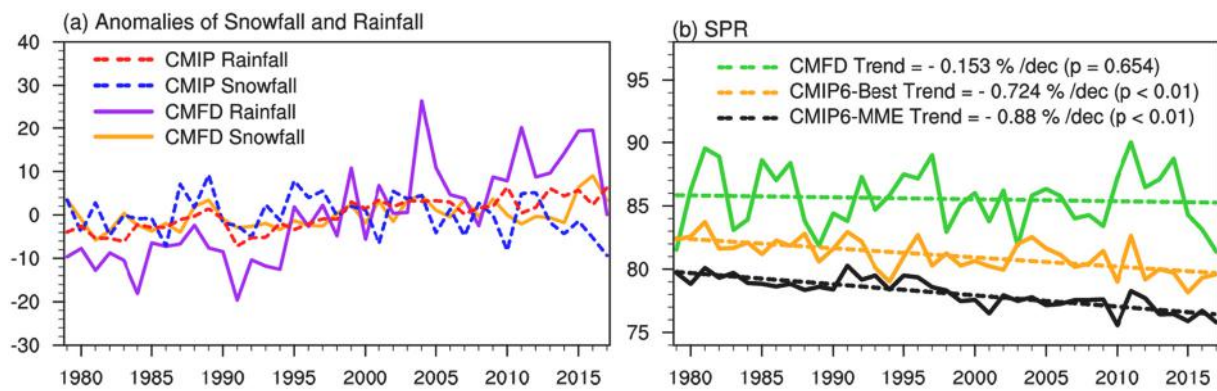 (a) Anomalies of Snowfall and Rainfall
40
30
20
10
0
-10
-20
-30
CMIP Rainfall
CMIP Snowfall
CMFD Rainfall
CMFD Snowfall
1980 1985 1990 1995 2000 2005 2010 2015
(b) SPR
95
90
85
80
75
CMFD Trend = - 0.153 % /dec (p = 0.654)
CMIP6-Best Trend = - 0.724 % /dec (p < 0.01)
CMIP6-MME Trend = - 0.88 % /dec (p < 0.01)
1980 1985 1990 1995 2000 2005 2010 2015